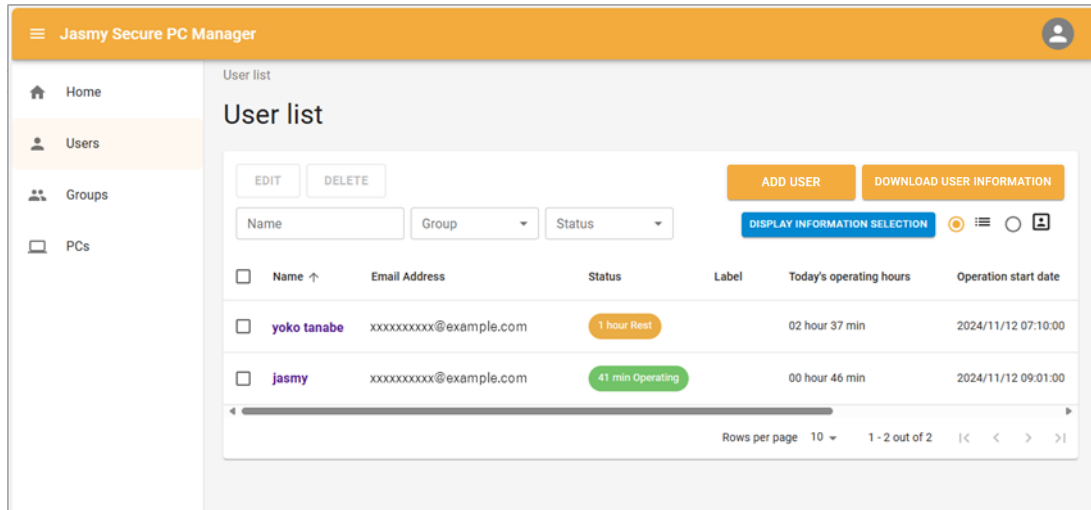 Jasmy Secure PC Manager
Home
Users
Groups
PCs
User list
User list
EDIT DELETE ADD USER DOWNLOAD USER INFORMATION
Name Group Status DISPLAY INFORMATION SELECTION
Name Email Address Status Label Today's operating hours Operation start date
yoko tanabe xxxxxxxxxx@example.com 1 hour Rest 02 hour 37 min 2024/11/12 07:10:00
jasmy xxxxxxxxxx@example.com 41 min Operating 00 hour 46 min 2024/11/12 09:01:00
Rows per page 10 1 - 2 out of 2